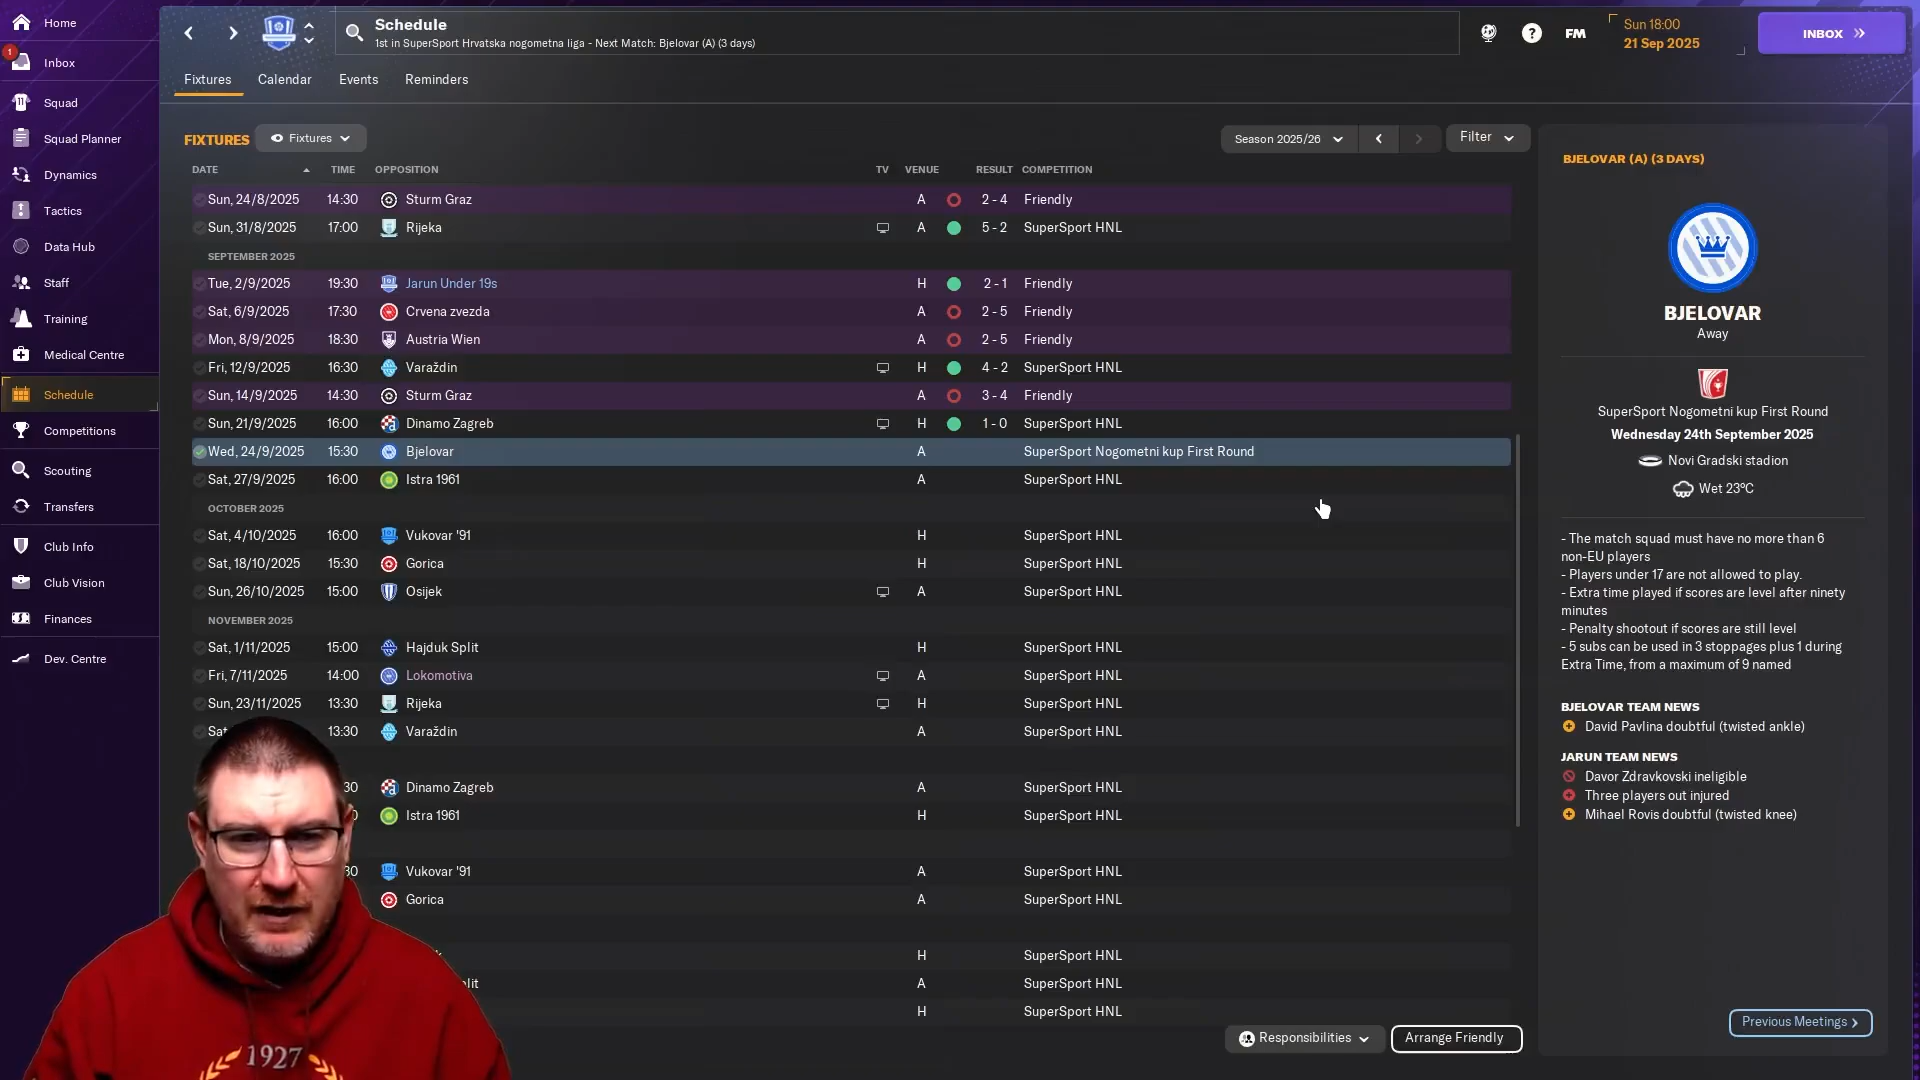 Home
1
Inbox
Squad
Squad Planner
Dynamics
Tactics
Data Hub
Staff
Training
Medical Centre
Schedule
Competitions
Scouting
Transfers
Club Info
Club Vision
Finances
Dev. Centre
Schedule
1st in SuperSport Hrvatska nogometna liga - Next Match: Bjelovar (A) (3 days)
?
FM
Sun 18:00
21 Sep 2025
INBOX
Fixtures Calendar Events Reminders
FIXTURES Fixtures Season 2025/26 Filter
DATE TIME OPPOSITION TV VENUE RESULT COMPETITION
Sun, 24/8/2025 14:30 Sturm Graz A 2 - 4 Friendly
Sun, 31/8/2025 17:00 Rijeka A 5 - 2 SuperSport HNL
SEPTEMBER 2025
Tue, 2/9/2025 19:30 Jarun Under 19s H 2 - 1 Friendly
Sat, 6/9/2025 17:30 Crvena zvezda A 2 - 5 Friendly
Mon, 8/9/2025 18:30 Austria Wien A 2 - 5 Friendly
Fri, 12/9/2025 16:30 Varaždin H 4 - 2 SuperSport HNL
Sun, 14/9/2025 14:30 Sturm Graz A 3 - 4 Friendly
Sun, 21/9/2025 16:00 Dinamo Zagreb H 1 - 0 SuperSport HNL
Wed, 24/9/2025 15:30 Bjelovar A SuperSport Nogometni kup First Round
Sat, 27/9/2025 16:00 Istra 1961 A SuperSport HNL
OCTOBER 2025
Sat, 4/10/2025 16:00 Vukovar '91 H SuperSport HNL
Sat, 18/10/2025 15:30 Gorica H SuperSport HNL
Sun, 26/10/2025 15:00 Osijek A SuperSport HNL
NOVEMBER 2025
Sat, 1/11/2025 15:00 Hajduk Split H SuperSport HNL
Fri, 7/11/2025 14:00 Lokomotiva A SuperSport HNL
Sun, 23/11/2025 13:30 Rijeka H SuperSport HNL
Sat 13:30 Varaždin A SuperSport HNL
30 Dinamo Zagreb A SuperSport HNL
Istra 1961 H SuperSport HNL
30 Vukovar '91 A SuperSport HNL
Gorica A SuperSport HNL
H SuperSport HNL
lit A SuperSport HNL
H SuperSport HNL
Responsibilities Arrange Friendly
BJELOVAR (A) (3 DAYS)
BJELOVAR
Away
SuperSport Nogometni kup First Round
Wednesday 24th September 2025
Novi Gradski stadion
Wet 23ºC
- The match squad must have no more than 6
non-EU players
- Players under 17 are not allowed to play.
- Extra time played if scores are level after ninety
minutes
- Penalty shootout if scores are still level
- 5 subs can be used in 3 stoppages plus 1 during
Extra Time, from a maximum of 9 named
BJELOVAR TEAM NEWS
David Pavlina doubtful (twisted ankle)
JARUN TEAM NEWS
Davor Zdravkovski ineligible
Three players out injured
Mihael Rovis doubtful (twisted knee)
Previous Meetings
1927